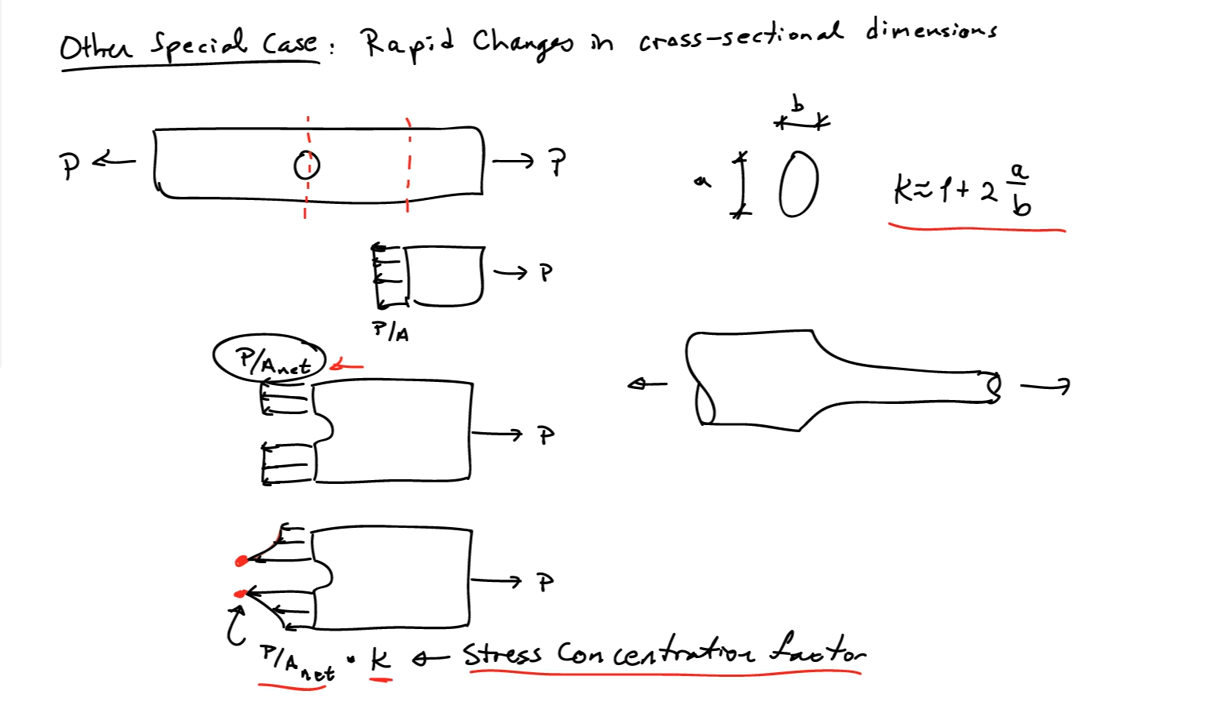 Other Special Case: Rapid Changes in cross-sectional dimensions
b
P
P
a
K≈1+2 a/b
P
P/A
P/Anet
P
P
P/Anet · K ← Stress Concentration factor